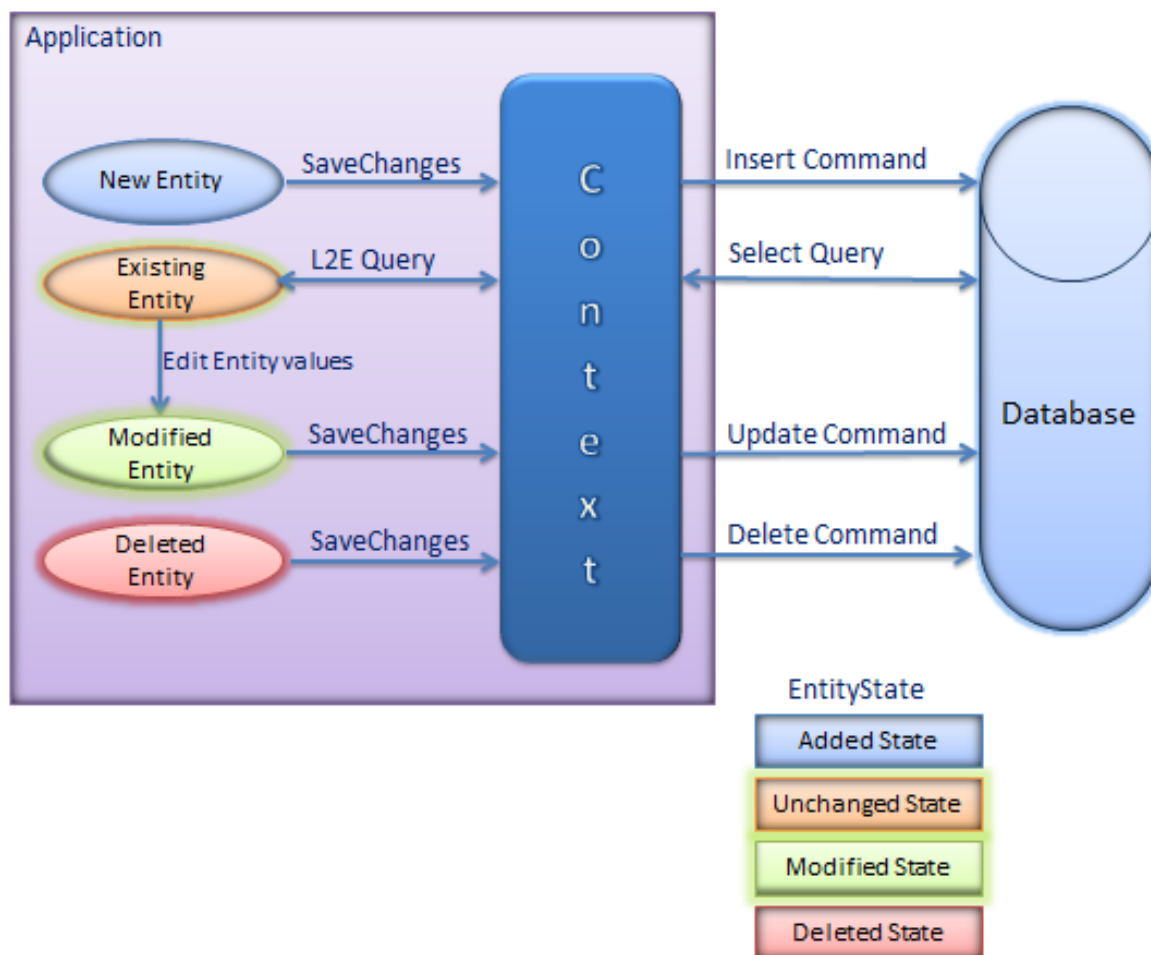 Application
New Entity
SaveChanges
Insert Command
Existing
Entity
L2E Query
Select Query
Edit Entity values
Modified
Entity
SaveChanges
Update Command
Deleted
Entity
SaveChanges
Delete Command
C
o
n
t
e
x
t
Database
EntityState
Added State
Unchanged State
Modified State
Deleted State